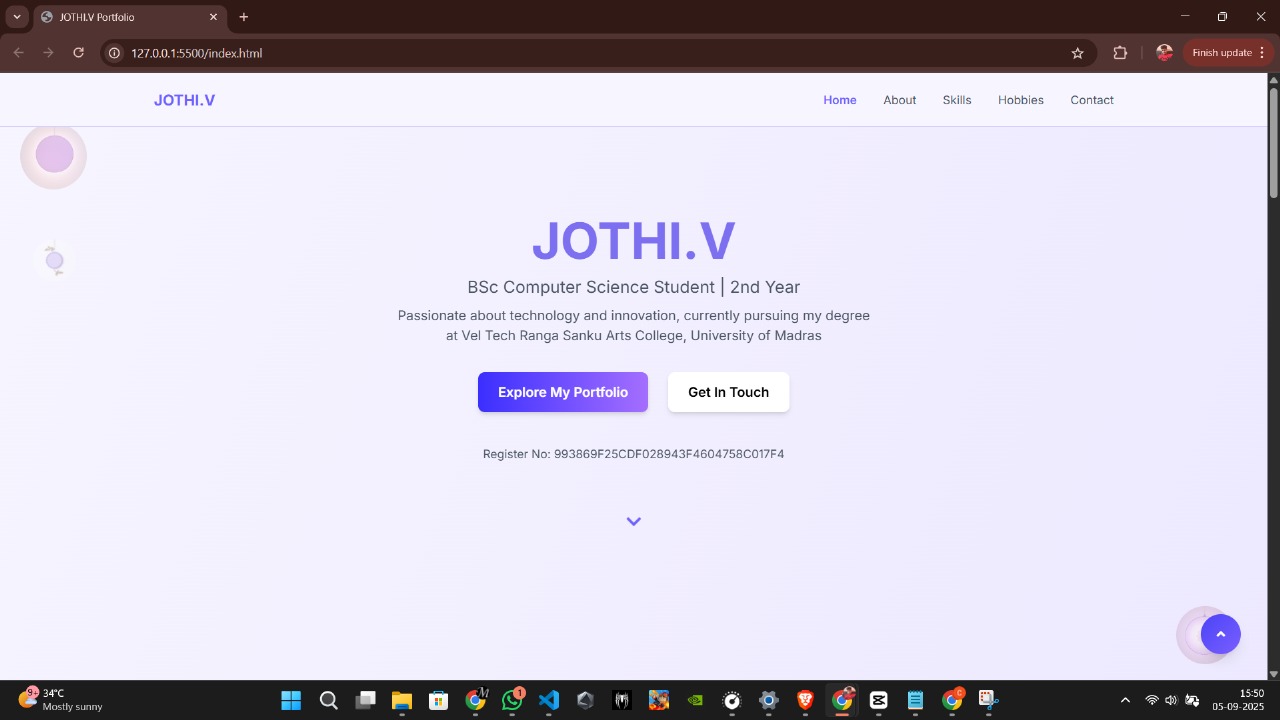 JOTHI.V Portfolio
127.0.0.1:5500/index.html
Finish update
JOTHI.V
Home
About
Skills
Hobbies
Contact
JOTHI.V
BSc Computer Science Student | 2nd Year
Passionate about technology and innovation, currently pursuing my degree
at Vel Tech Ranga Sanku Arts College, University of Madras
Explore My Portfolio
Get In Touch
Register No: 993869F25CDF028943F4604758C017F4
9+
34°C
Mostly sunny
M
1
C
15:50
05-09-2025